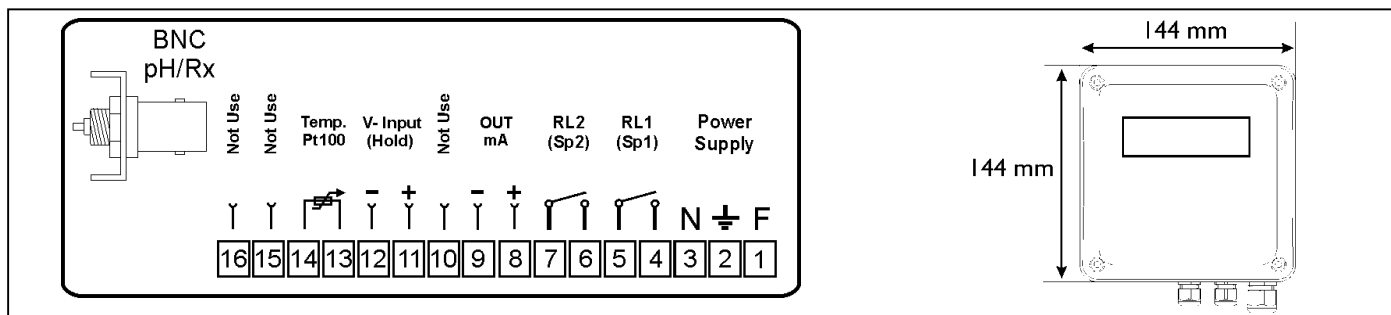 BNC
pH/Rx
Not Use
Not Use
Temp.
Pt100
V- Input
(Hold)
Not Use
OUT
mA
RL2
(Sp2)
RL1
(Sp1)
Power
Supply
− + − + N F
16 15 14 13 12 11 10 9 8 7 6 5 4 3 2 1
144 mm
144 mm